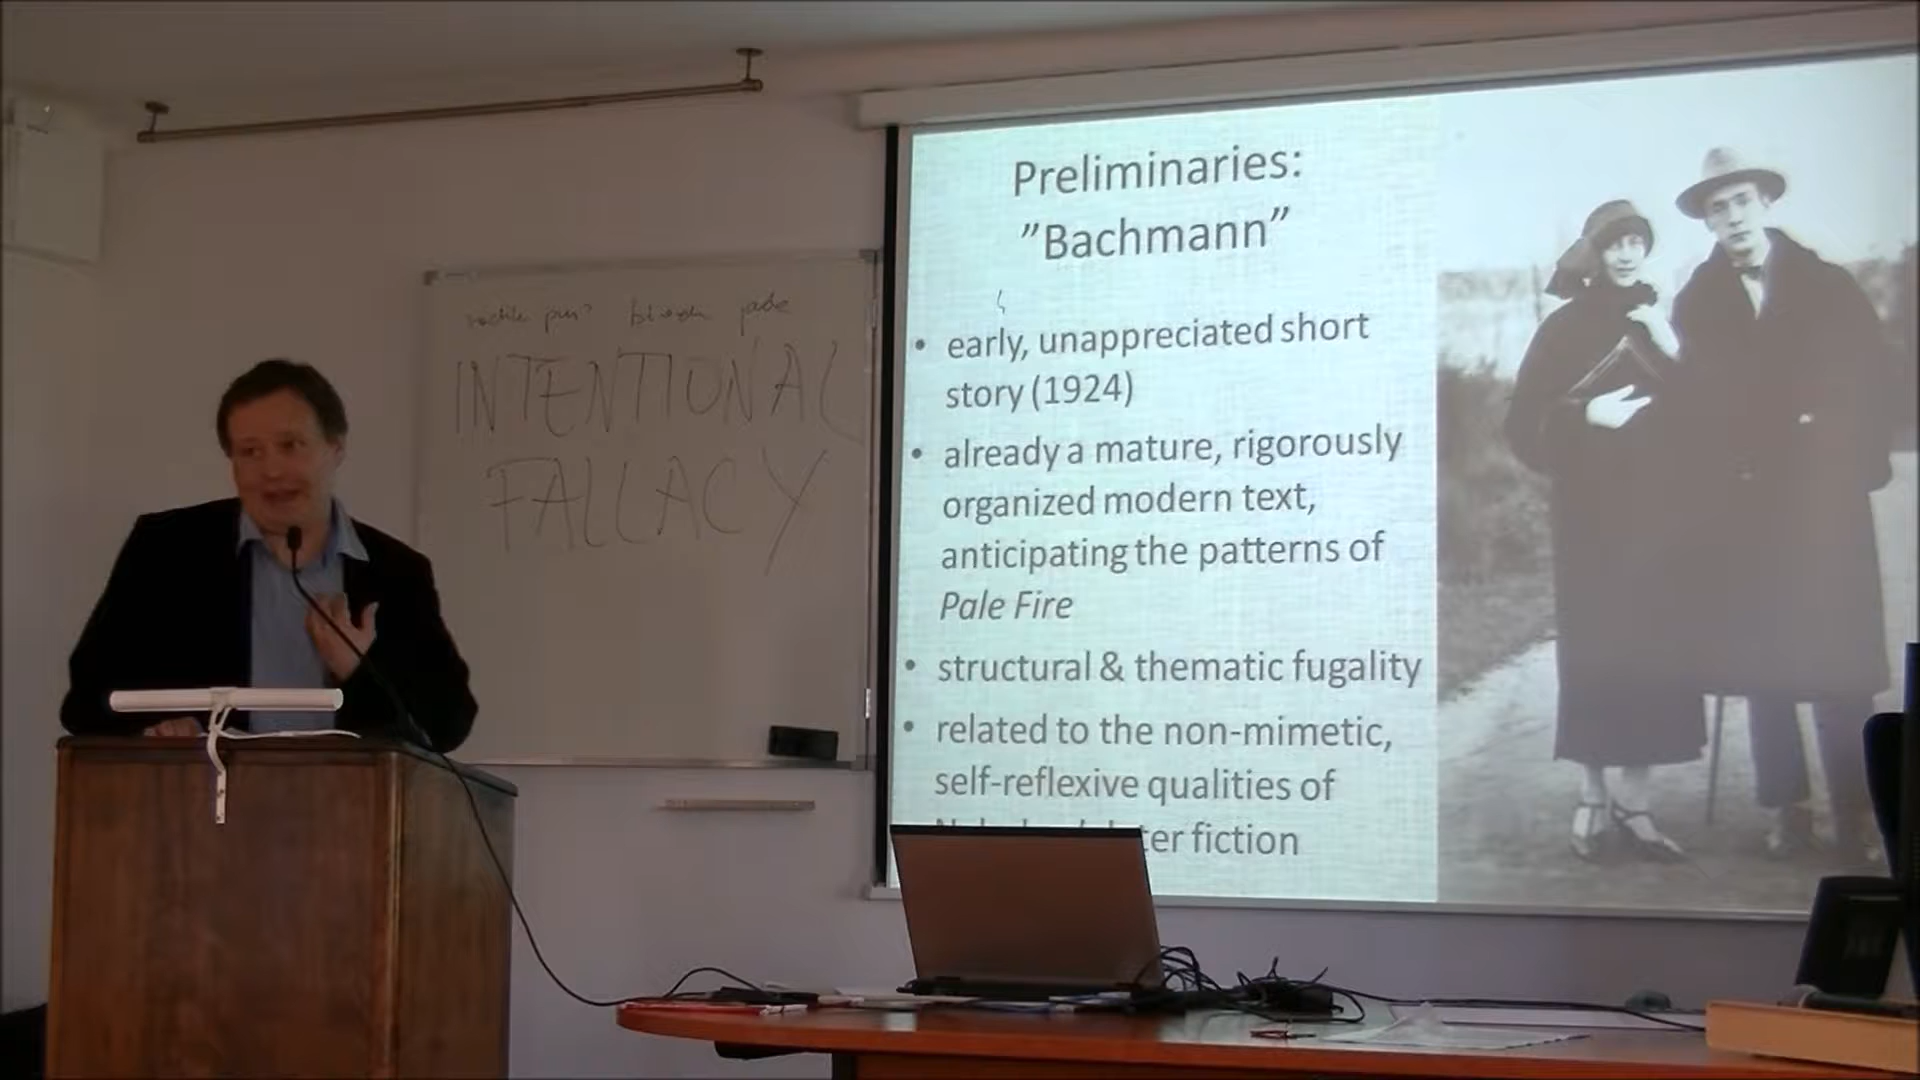 INTENTIONAL
FALLACY
Preliminaries:
”Bachmann”
• early, unappreciated short
story (1924)
• already a mature, rigorously
organized modern text,
anticipating the patterns of
Pale Fire
• structural & thematic fugality
• related to the non-mimetic,
self-reflexive qualities of
fiction